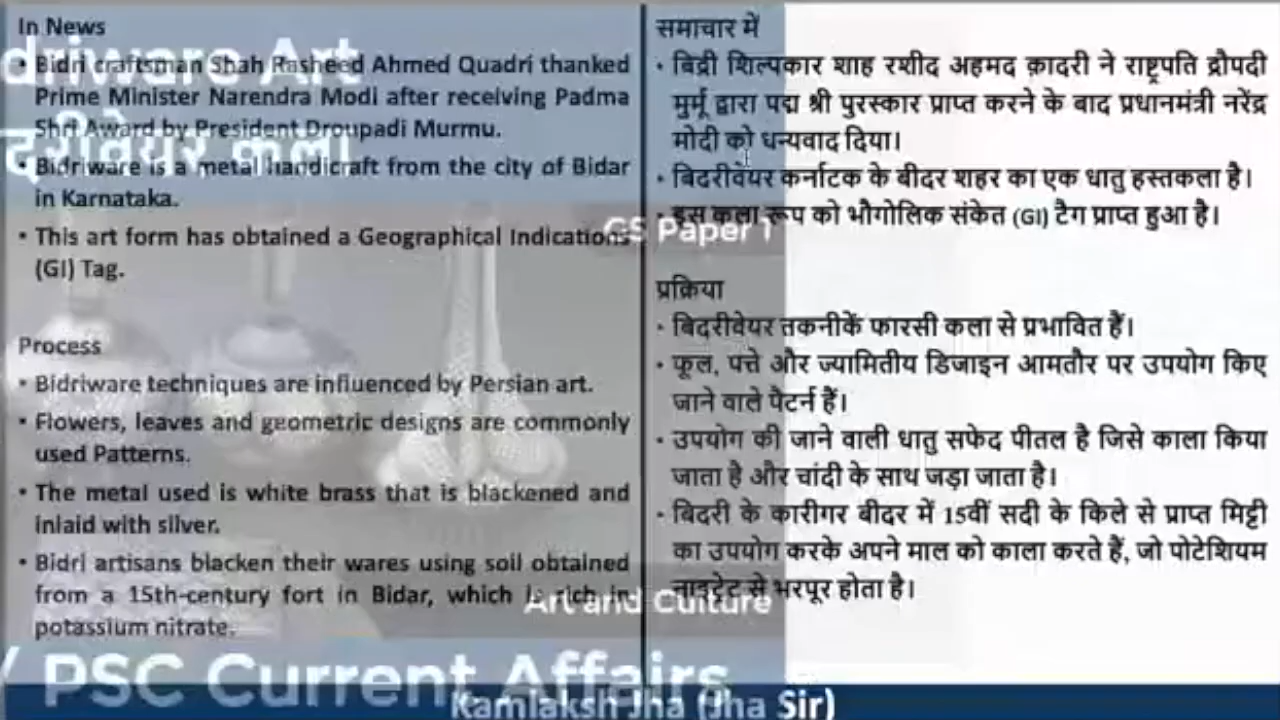 In News
• Bidri craftsman Shah Rasheed Ahmed Quadri thanked
Prime Minister Narendra Modi after receiving Padma
Shri Award by President Droupadi Murmu.
• Bidriware is a metal handicraft from the city of Bidar
in Karnataka.
• This art form has obtained a Geographical Indications
(GI) Tag.
Process
• Bidriware techniques are influenced by Persian art.
• Flowers, leaves and geometric designs are commonly
used Patterns.
• The metal used is white brass that is blackened and
inlaid with silver.
• Bidri artisans blacken their wares using soil obtained
from a 15th-century fort in Bidar, which is rich in
potassium nitrate.
समाचार में
• बिद्री शिल्पकार शाह रशीद अहमद क़ादरी ने राष्ट्रपति द्रौपदी
मुर्मू द्वारा पद्म श्री पुरस्कार प्राप्त करने के बाद प्रधानमंत्री नरेंद्र
मोदी को धन्यवाद दिया।
• बिदरीवेयर कर्नाटक के बीदर शहर का एक धातु हस्तकला है।
• इस कला रूप को भौगोलिक संकेत (GI) टैग प्राप्त हुआ है।
प्रक्रिया
• बिदरीवेयर तकनीकें फारसी कला से प्रभावित हैं।
• फूल, पत्ते और ज्यामितीय डिजाइन आमतौर पर उपयोग किए
जाने वाले पैटर्न हैं।
• उपयोग की जाने वाली धातु सफेद पीतल है जिसे काला किया
जाता है और चांदी के साथ जड़ा जाता है।
• बिदरी के कारीगर बीदर में 15वीं सदी के किले से प्राप्त मिट्टी
का उपयोग करके अपने माल को काला करते हैं, जो पोटेशियम
नाइट्रेट से भरपूर होता है।
driware Art
दरीवेयर कला
GS Paper 1
Art and Culture
/ PSC Current Affairs
Kamlaksh Jha (Jha Sir)